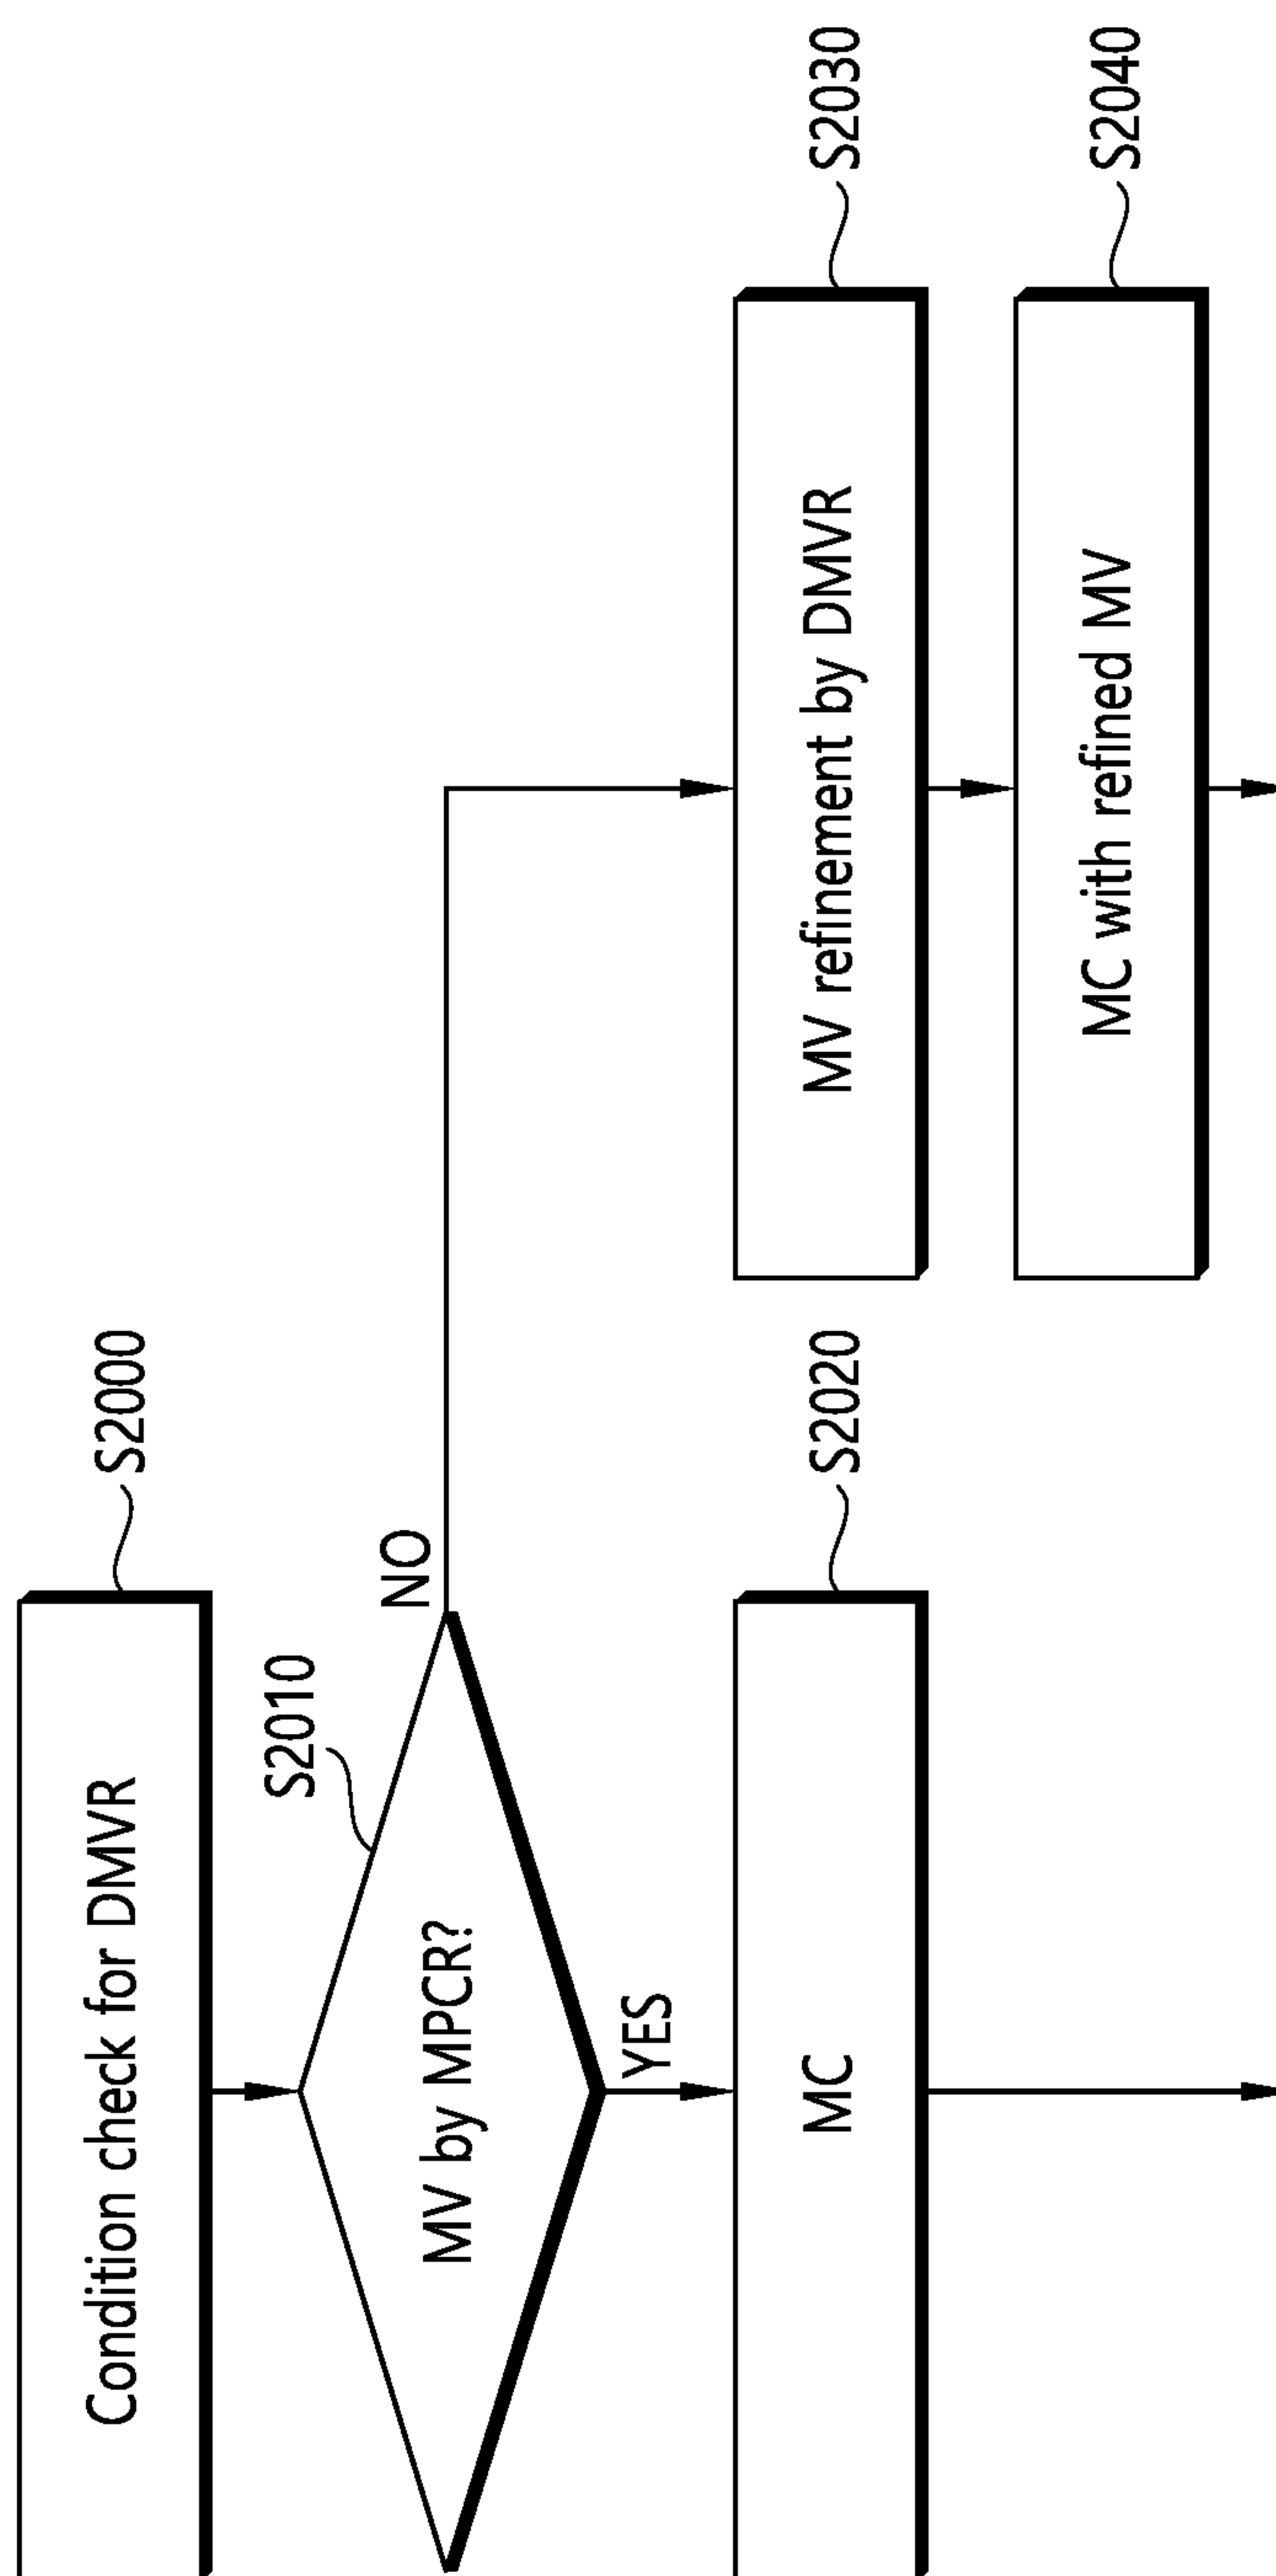 Condition check for DMVR
S2000
S2010
MV by MPCR?
NO
YES
MC
S2020
MV refinement by DMVR
S2030
MC with refined MV
S2040